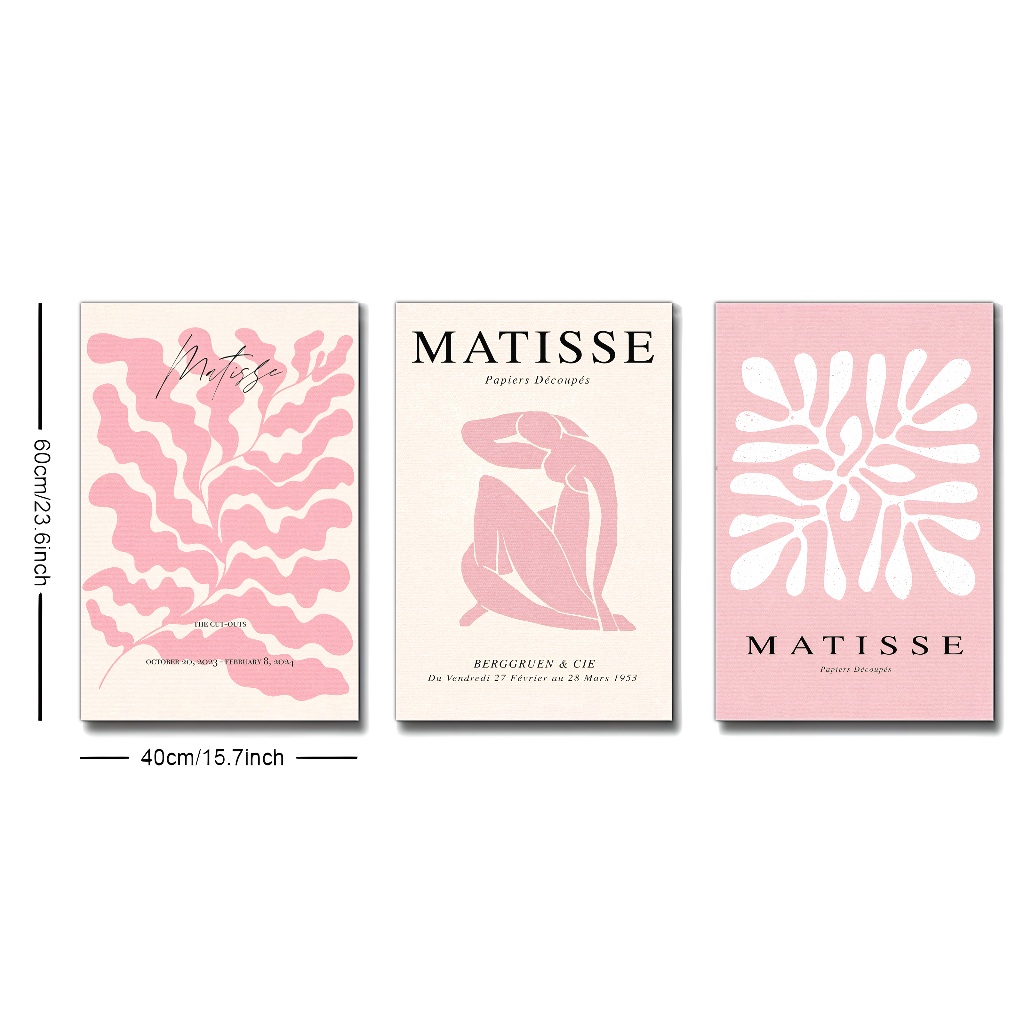 60cm/23.6inch
Matisse
THE CUT-OUTS
OCTOBER 20, 2023 - FEBRUARY 8, 2024
40cm/15.7inch
MATISSE
Papiers Découpés
BERGGRUEN & CIE
Du Vendredi 27 Février au 28 Mars 1953
MATISSE
Papiers Découpés